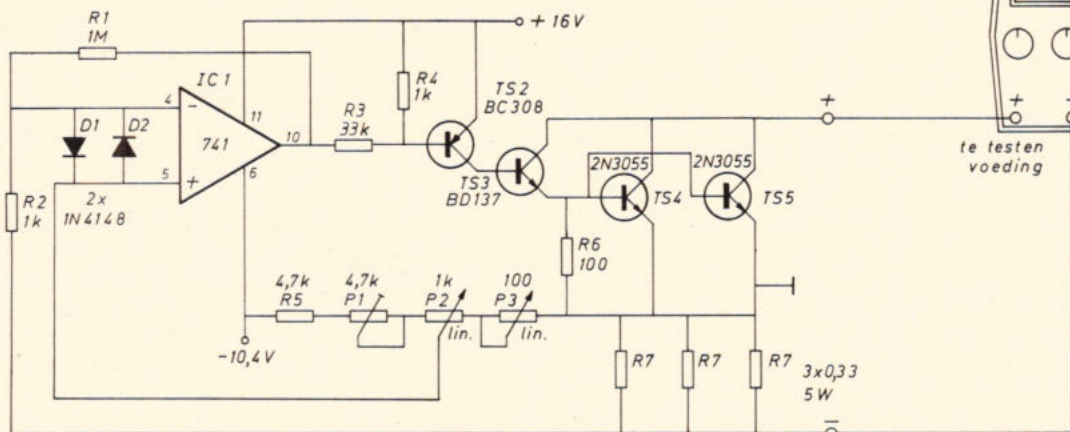 R1
1M
IC 1
4
-
D1
D2
741
11
10
5
+
6
R2
1k
2x
1N4148
R3
33k
R4
1k
+ 16V
TS2
BC308
TS3
BD137
2N3055
TS4
2N3055
TS5
R6
100
4,7k
R5
4,7k
P1
1k
P2
lin.
100
P3
lin.
-10,4V
R7
R7
R7
3x0,33
5W
+
-
+
te testen
voeding